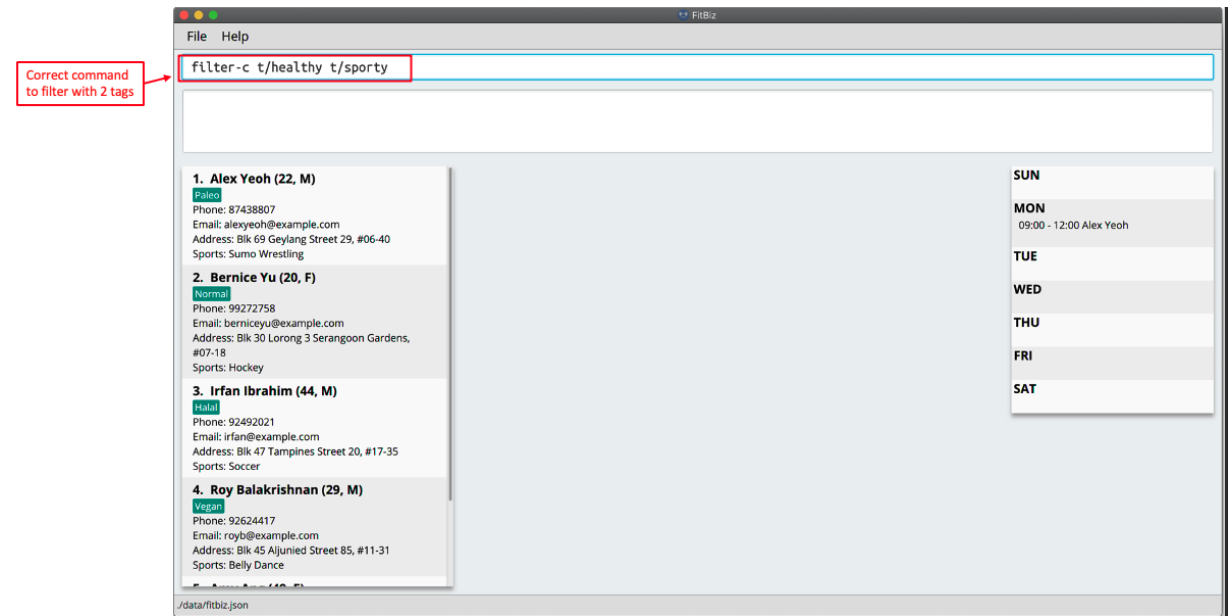 FitBiz
File Help
Correct command
to filter with 2 tags
filter-c t/healthy t/sporty
1. Alex Yeoh (22, M)
Paleo
Phone: 87438807
Email: alexyeoh@example.com
Address: Blk 69 Geylang Street 29, #06-40
Sports: Sumo Wrestling
2. Bernice Yu (20, F)
Normal
Phone: 99272758
Email: berniceyu@example.com
Address: Blk 30 Lorong 3 Serangoon Gardens,
#07-18
Sports: Hockey
3. Irfan Ibrahim (44, M)
Halal
Phone: 92492021
Email: irfan@example.com
Address: Blk 47 Tampines Street 20, #17-35
Sports: Soccer
4. Roy Balakrishnan (29, M)
Vegan
Phone: 92624417
Email: royb@example.com
Address: Blk 45 Aljunied Street 85, #11-31
Sports: Belly Dance
SUN
MON
09:00 - 12:00 Alex Yeoh
TUE
WED
THU
FRI
SAT
./data/fitbiz.json